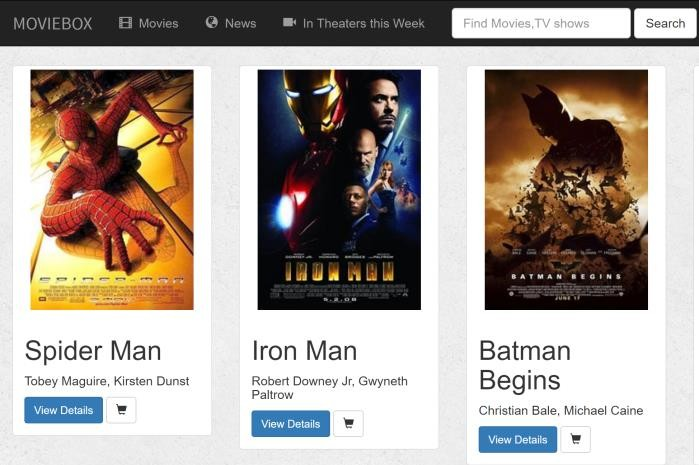 MOVIEBOX Movies News In Theaters this Week Find Movies,TV shows Search
SPIDER-MAN
IRON MAN
5.2.08
BATMAN BEGINS
JUNE 17
Spider Man
Tobey Maguire, Kirsten Dunst
View Details
Iron Man
Robert Downey Jr, Gwyneth
Paltrow
View Details
Batman
Begins
Christian Bale, Michael Caine
View Details